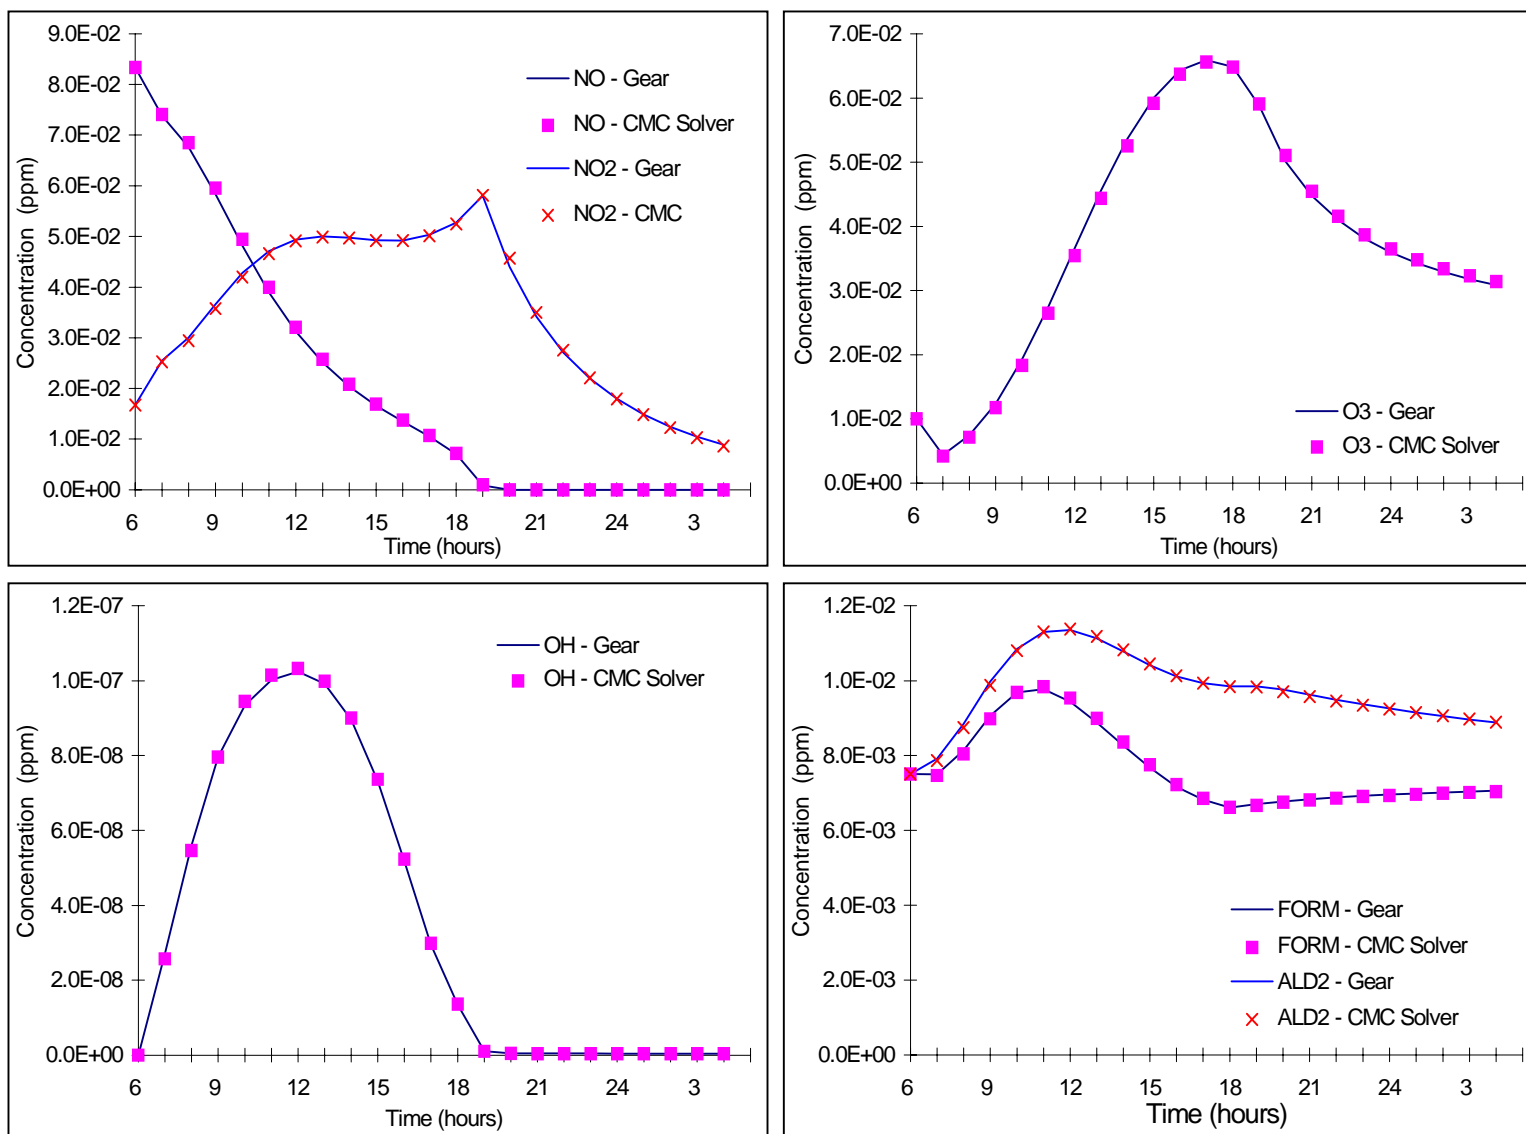 9.0E-02
8.0E-02
7.0E-02
6.0E-02
5.0E-02
4.0E-02
3.0E-02
2.0E-02
1.0E-02
0.0E+00
Concentration (ppm)
NO - Gear
NO - CMC Solver
NO2 - Gear
NO2 - CMC
6 9 12 15 18 21 24 3
Time (hours)
7.0E-02
6.0E-02
5.0E-02
4.0E-02
3.0E-02
2.0E-02
1.0E-02
0.0E+00
Concentration (ppm)
O3 - Gear
O3 - CMC Solver
6 9 12 15 18 21 24 3
Time (hours)
1.2E-07
1.0E-07
8.0E-08
6.0E-08
4.0E-08
2.0E-08
0.0E+00
Concentration (ppm)
OH - Gear
OH - CMC Solver
6 9 12 15 18 21 24 3
Time (hours)
1.2E-02
1.0E-02
8.0E-03
6.0E-03
4.0E-03
2.0E-03
0.0E+00
Concentration (ppm)
FORM - Gear
FORM - CMC Solver
ALD2 - Gear
ALD2 - CMC Solver
6 9 12 15 18 21 24 3
Time (hours)